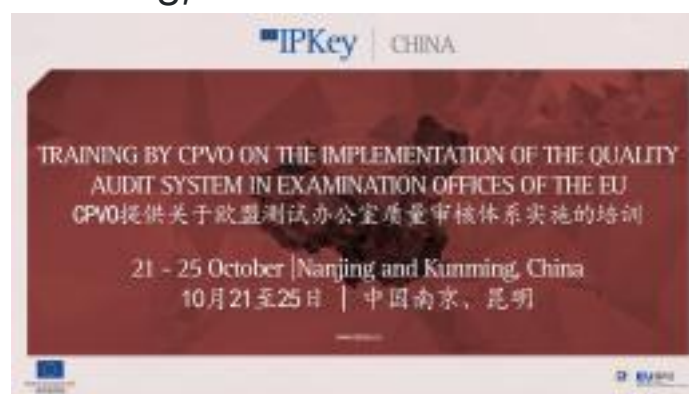 IPKey | CHINA
TRAINING BY CPVO ON THE IMPLEMENTATION OF THE QUALITY
AUDIT SYSTEM IN EXAMINATION OFFICES OF THE EU
CPVO提供关于欧盟测试办公室质量审核体系实施的培训
21 - 25 October |Nanjing and Kunming, China
10月21至25日 | 中国南京、昆明